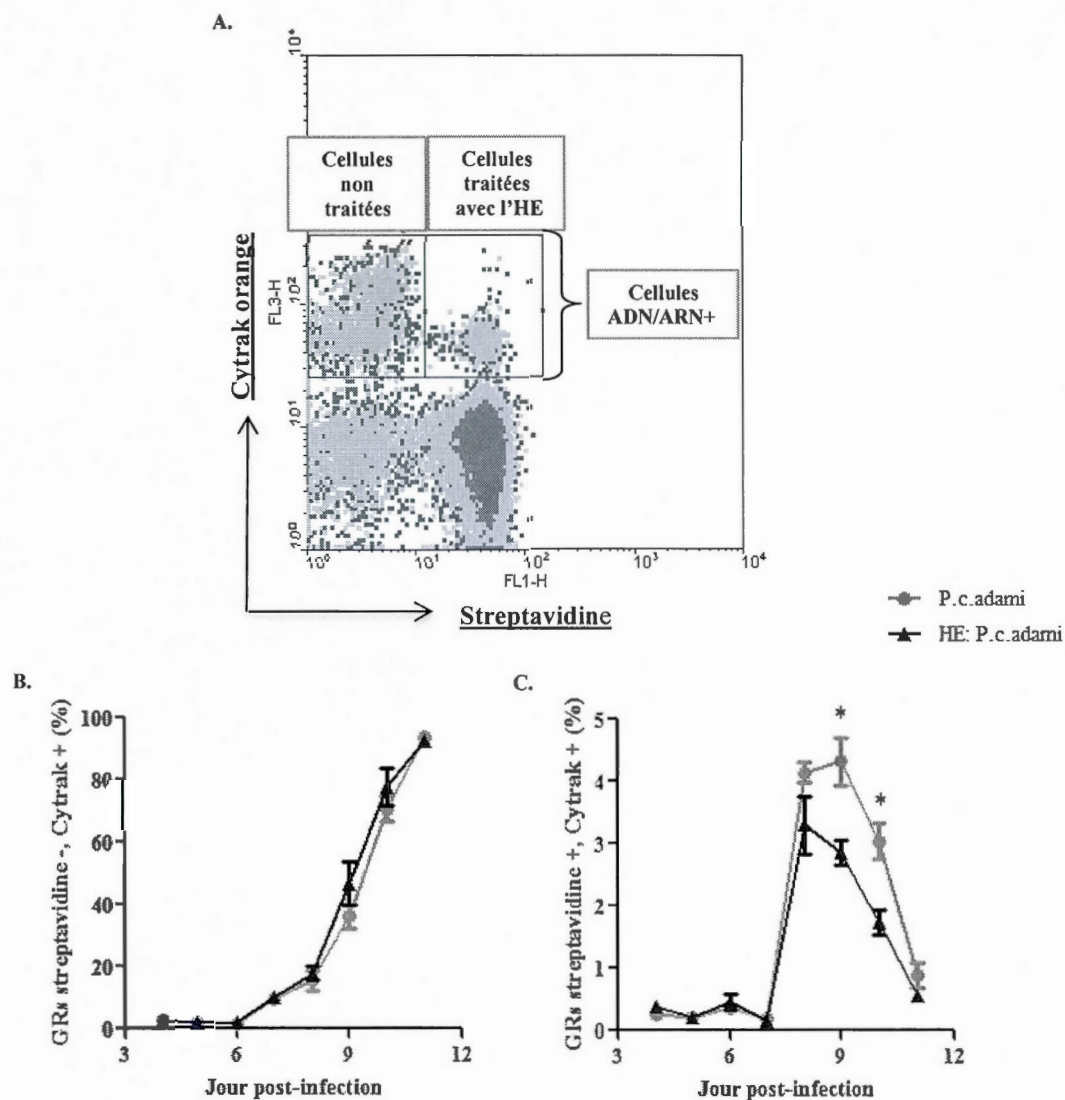 A.
10⁴
Cellules
non
traitées
Cellules
traitées
avec l'HE
Cellules
ADN/ARN+
Cytrak orange
FL3-H
10²
10¹
10⁰
10⁰
10¹
10²
10³
10⁴
FL1-H
Streptavidine
P.c.adami
HE: P.c.adami
B.
GRs streptavidine -, Cytrak + (%)
100
80
60
40
20
0
3
6
9
12
Jour post-infection
C.
GRs streptavidine +, Cytrak + (%)
5
4
3
2
1
0
*
*
3
6
9
12
Jour post-infection